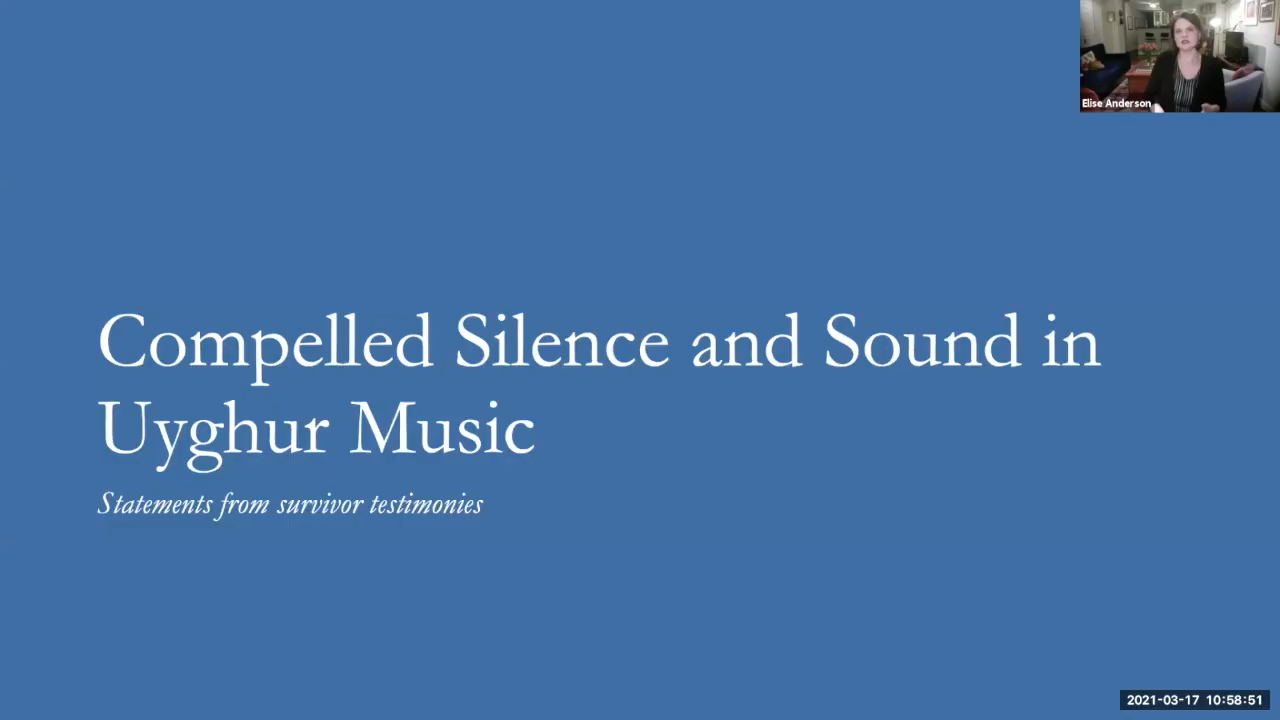 Elise Anderson
Compelled Silence and Sound in
Uyghur Music
Statements from survivor testimonies
2021-03-17 10:58:51